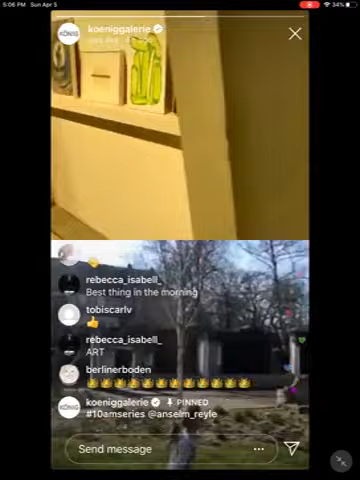 5:06 PM Sun Apr 5
34%
KÖNIG
koeniggalerie
rebecca_isabell_
Best thing in the morning
tobiscarlv
rebecca_isabell_
ART
berlinerboden
KÖNIG
koeniggalerie PINNED
#10amseries @anselm_reyle
Send message